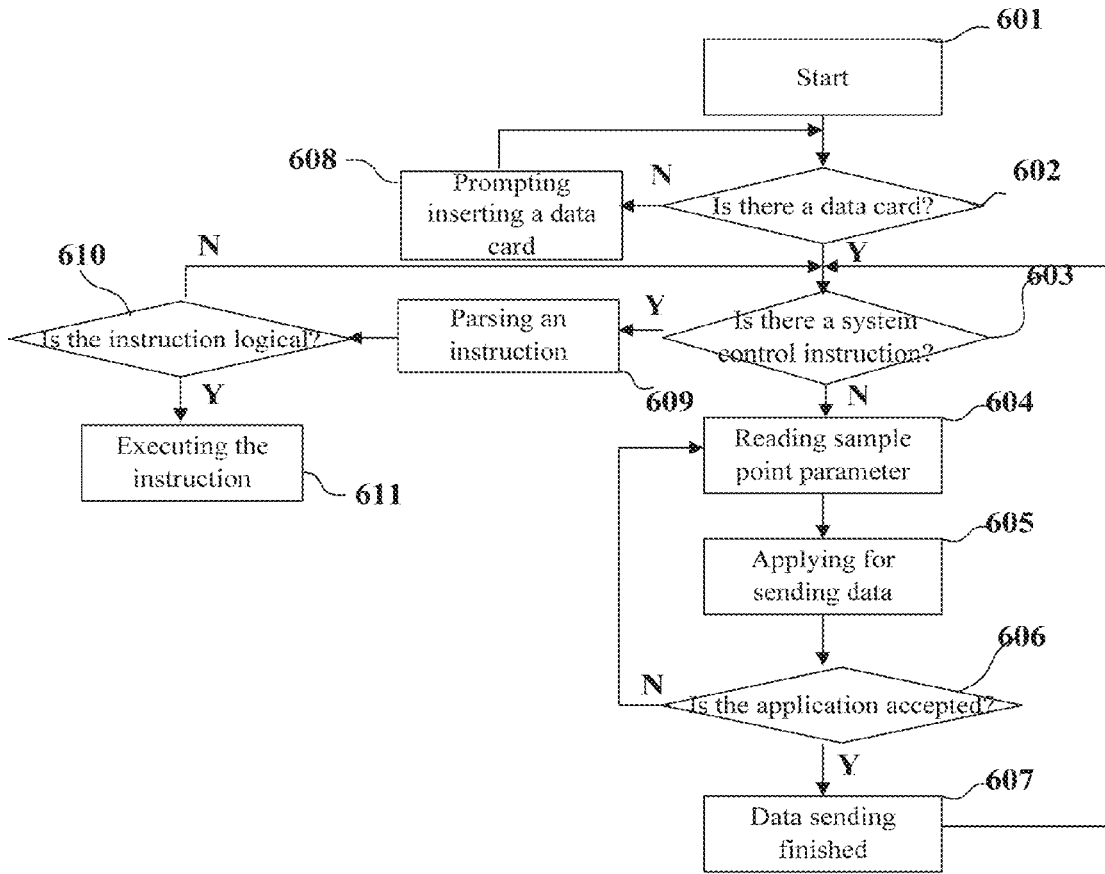 601
Start
608
N
602
Prompting
inserting a data
card
Is there a data card?
610
N
Y
603
Y
Is the instruction logical?
Parsing an
instruction
Is there a system
control instruction?
Y
609
N
604
Executing the
instruction
611
Reading sample
point parameter
605
Applying for
sending data
606
N
Is the application accepted?
Y
607
Data sending
finished